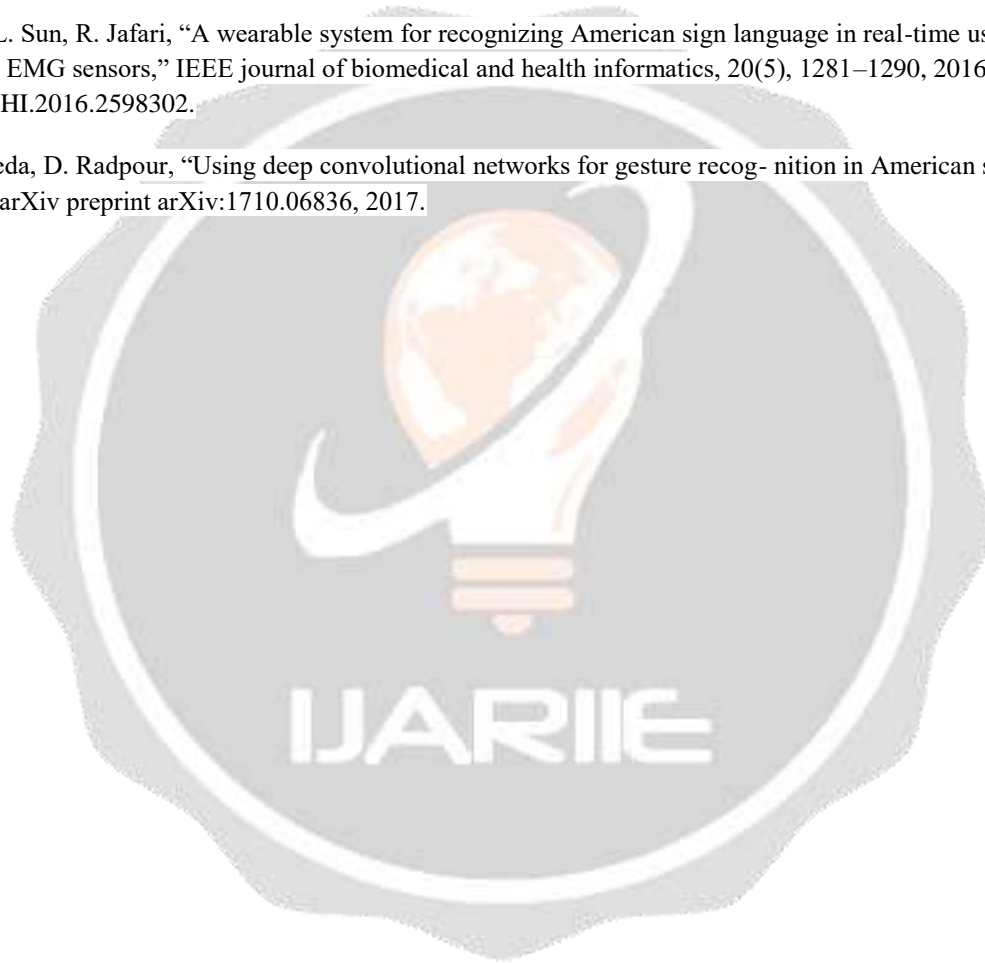 L. Sun, R. Jafari, “A wearable system for recognizing American sign language in real-time us
EMG sensors,” IEEE journal of biomedical and health informatics, 20(5), 1281–1290, 2016
HI.2016.2598302.
eda, D. Radpour, “Using deep convolutional networks for gesture recog- nition in American s
arXiv preprint arXiv:1710.06836, 2017.
IJARIIE